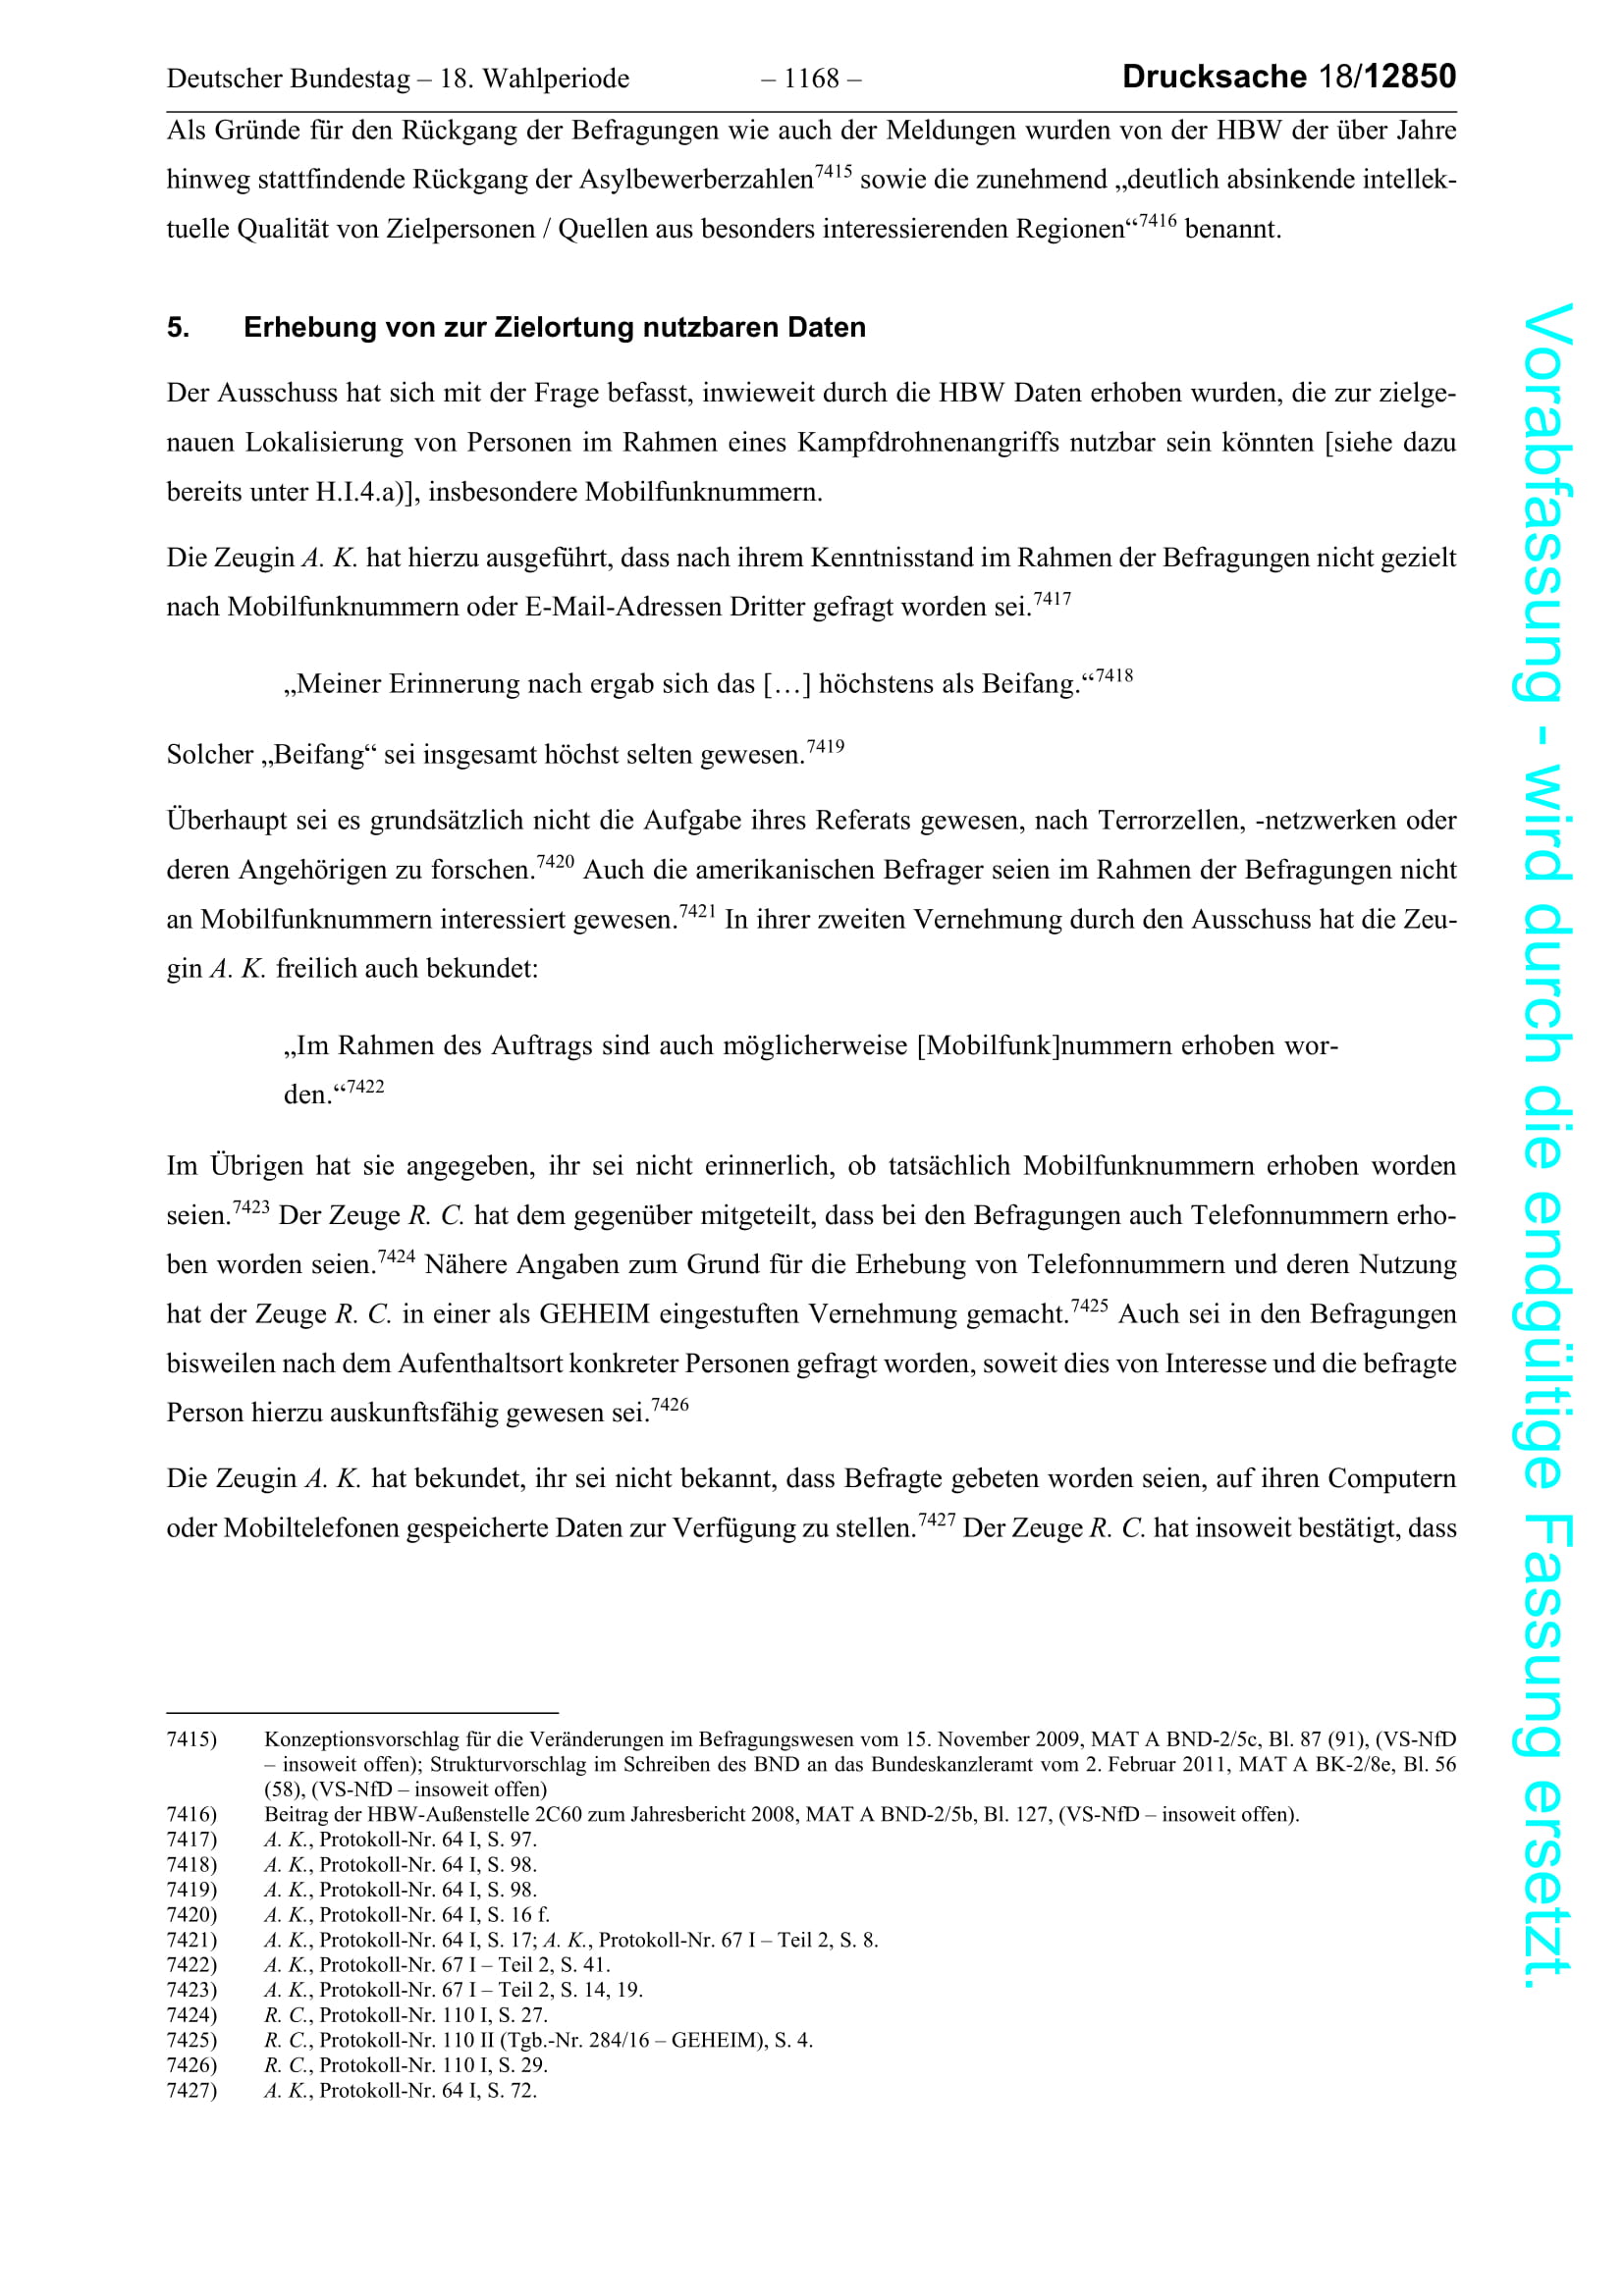 Deutscher Bundestag – 18. Wahlperiode – 1168 – Drucksache 18/12850
Als Gründe für den Rückgang der Befragungen wie auch der Meldungen wurden von der HBW der über Jahre
hinweg stattfindende Rückgang der Asylbewerberzahlen7415 sowie die zunehmend „deutlich absinkende intellek-
tuelle Qualität von Zielpersonen / Quellen aus besonders interessierenden Regionen“7416 benannt.
5. Erhebung von zur Zielortung nutzbaren Daten
Der Ausschuss hat sich mit der Frage befasst, inwieweit durch die HBW Daten erhoben wurden, die zur zielge-
nauen Lokalisierung von Personen im Rahmen eines Kampfdrohnenangriffs nutzbar sein könnten [siehe dazu
bereits unter H.I.4.a)], insbesondere Mobilfunknummern.
Die Zeugin A. K. hat hierzu ausgeführt, dass nach ihrem Kenntnisstand im Rahmen der Befragungen nicht gezielt
nach Mobilfunknummern oder E-Mail-Adressen Dritter gefragt worden sei.7417
„Meiner Erinnerung nach ergab sich das […] höchstens als Beifang.“7418
Solcher „Beifang“ sei insgesamt höchst selten gewesen.7419
Überhaupt sei es grundsätzlich nicht die Aufgabe ihres Referats gewesen, nach Terrorzellen, -netzwerken oder
deren Angehörigen zu forschen.7420 Auch die amerikanischen Befrager seien im Rahmen der Befragungen nicht
an Mobilfunknummern interessiert gewesen.7421 In ihrer zweiten Vernehmung durch den Ausschuss hat die Zeu-
gin A. K. freilich auch bekundet:
„Im Rahmen des Auftrags sind auch möglicherweise [Mobilfunk]nummern erhoben wor-
den.“7422
Im Übrigen hat sie angegeben, ihr sei nicht erinnerlich, ob tatsächlich Mobilfunknummern erhoben worden
seien.7423 Der Zeuge R. C. hat dem gegenüber mitgeteilt, dass bei den Befragungen auch Telefonnummern erho-
ben worden seien.7424 Nähere Angaben zum Grund für die Erhebung von Telefonnummern und deren Nutzung
hat der Zeuge R. C. in einer als GEHEIM eingestuften Vernehmung gemacht.7425 Auch sei in den Befragungen
bisweilen nach dem Aufenthaltsort konkreter Personen gefragt worden, soweit dies von Interesse und die befragte
Person hierzu auskunftsfähig gewesen sei.7426
Die Zeugin A. K. hat bekundet, ihr sei nicht bekannt, dass Befragte gebeten worden seien, auf ihren Computern
oder Mobiltelefonen gespeicherte Daten zur Verfügung zu stellen.7427 Der Zeuge R. C. hat insoweit bestätigt, dass
7415) Konzeptionsvorschlag für die Veränderungen im Befragungswesen vom 15. November 2009, MAT A BND-2/5c, Bl. 87 (91), (VS-NfD
– insoweit offen); Strukturvorschlag im Schreiben des BND an das Bundeskanzleramt vom 2. Februar 2011, MAT A BK-2/8e, Bl. 56
(58), (VS-NfD – insoweit offen)
7416) Beitrag der HBW-Außenstelle 2C60 zum Jahresbericht 2008, MAT A BND-2/5b, Bl. 127, (VS-NfD – insoweit offen).
7417) A. K., Protokoll-Nr. 64 I, S. 97.
7418) A. K., Protokoll-Nr. 64 I, S. 98.
7419) A. K., Protokoll-Nr. 64 I, S. 98.
7420) A. K., Protokoll-Nr. 64 I, S. 16 f.
7421) A. K., Protokoll-Nr. 64 I, S. 17; A. K., Protokoll-Nr. 67 I – Teil 2, S. 8.
7422) A. K., Protokoll-Nr. 67 I – Teil 2, S. 41.
7423) A. K., Protokoll-Nr. 67 I – Teil 2, S. 14, 19.
7424) R. C., Protokoll-Nr. 110 I, S. 27.
7425) R. C., Protokoll-Nr. 110 II (Tgb.-Nr. 284/16 – GEHEIM), S. 4.
7426) R. C., Protokoll-Nr. 110 I, S. 29.
7427) A. K., Protokoll-Nr. 64 I, S. 72.
Vorabfassung - wird durch die endgültige Fassung ersetzt.